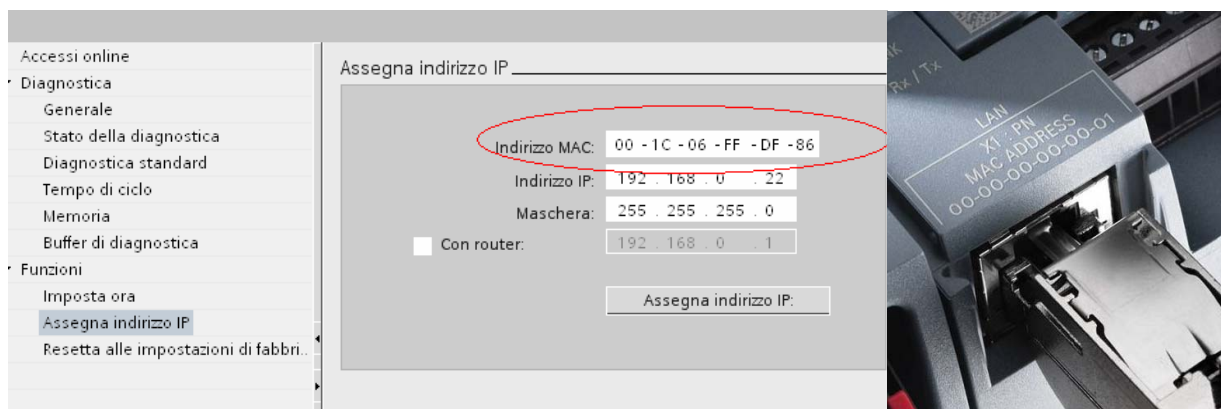 Accessi online
Diagnostica
Generale
Stato della diagnostica
Diagnostica standard
Tempo di ciclo
Memoria
Buffer di diagnostica
Funzioni
Imposta ora
Assegna indirizzo IP
Resetta alle impostazioni di fabbri..
Assegna indirizzo IP
Indirizzo MAC: 00 -1C -06 -FF -DF -86
Indirizzo IP: 192 . 168 . 0 . 22
Maschera: 255 . 255 . 255 . 0
Con router: 192 . 168 . 0 . 1
Assegna indirizzo IP:
Rx / Tx
LAN
X1 : PN
MAC ADDRESS
00-00-00-00-00-01